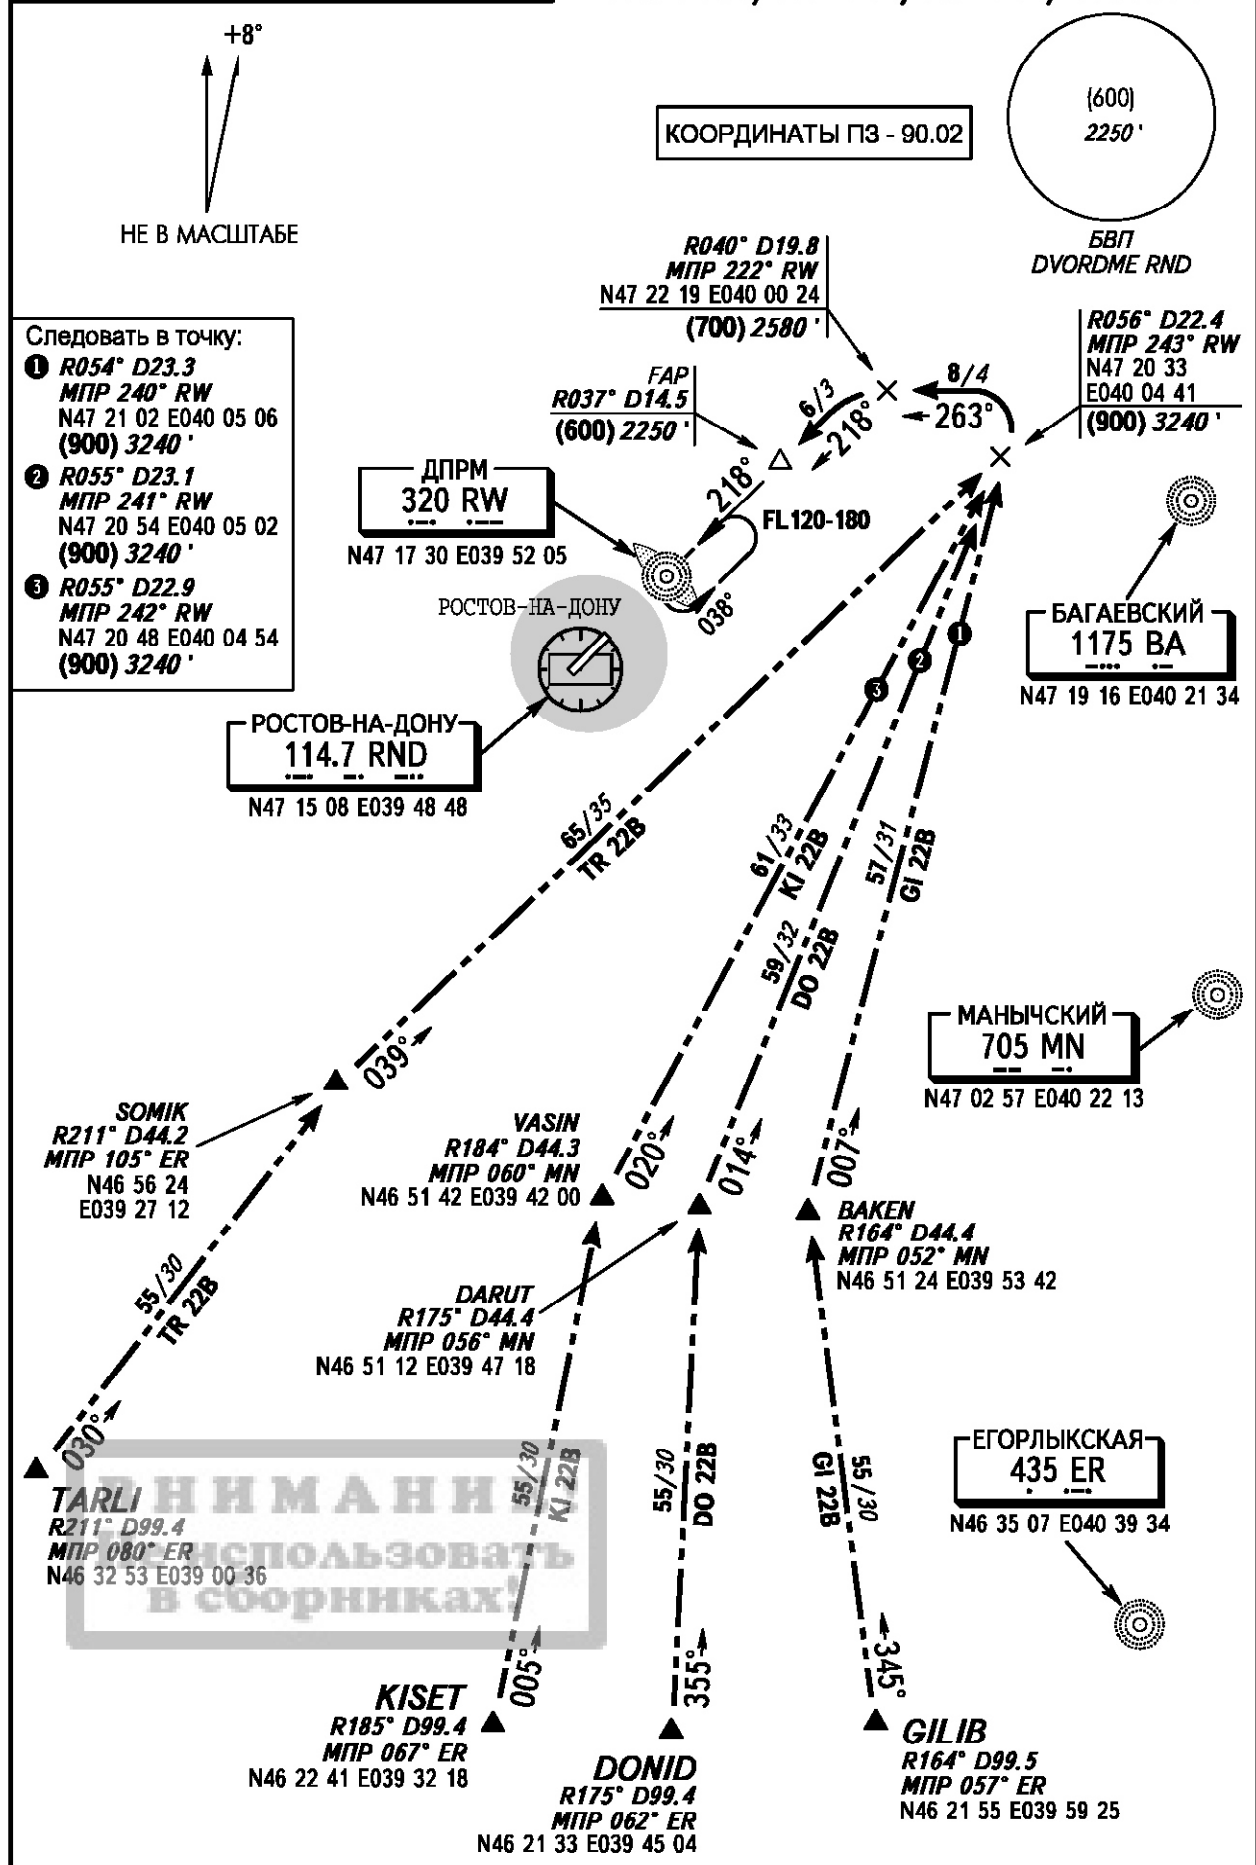 +8°
НЕ В МАСШТАБЕ
КООРДИНАТЫ ПЗ - 90.02
(600)
2250 '
БВП
DVORDME RND
R040° D19.8
МПР 222° RW
N47 22 19 E040 00 24
(700) 2580 '
R056° D22.4
МПР 243° RW
N47 20 33
E040 04 41
(900) 3240 '
Следовать в точку:
1 R054° D23.3
МПР 240° RW
N47 21 02 E040 05 06
(900) 3240 '
2 R055° D23.1
МПР 241° RW
N47 20 54 E040 05 02
(900) 3240 '
3 R055° D22.9
МПР 242° RW
N47 20 48 E040 04 54
(900) 3240 '
FAP
R037° D14.5
(600) 2250 '
8/4
263°
6/3
218°
218°
FL120-180
038°
ДПРМ
320 RW
N47 17 30 E039 52 05
РОСТОВ-НА-ДОНУ
РОСТОВ-НА-ДОНУ
114.7 RND
N47 15 08 E039 48 48
БАГАЕВСКИЙ
1175 BA
N47 19 16 E040 21 34
1
2
3
65/35
TR 22B
61/33
KI 22B
59/32
DO 22B
57/31
GI 22B
МАНЫЧСКИЙ
705 MN
N47 02 57 E040 22 13
039°
020°
014°
007°
SOMIK
R211° D44.2
МПР 105° ER
N46 56 24
E039 27 12
VASIN
R184° D44.3
МПР 060° MN
N46 51 42 E039 42 00
BAKEN
R164° D44.4
МПР 052° MN
N46 51 24 E039 53 42
DARUT
R175° D44.4
МПР 056° MN
N46 51 12 E039 47 18
55/30
TR 22B
030°
TARLI
R211° D99.4
МПР 080° ER
N46 32 53 E039 00 36
ВНИМАНИЕ
Не использовать
в сборниках!
55/30
KI 22B
55/30
DO 22B
55/30
GI 22B
ЕГОРЛЫКСКАЯ
435 ER
N46 35 07 E040 39 34
005°
355°
345°
KISET
R185° D99.4
МПР 067° ER
N46 22 41 E039 32 18
DONID
R175° D99.4
МПР 062° ER
N46 21 33 E039 45 04
GILIB
R164° D99.5
МПР 057° ER
N46 21 55 E039 59 25